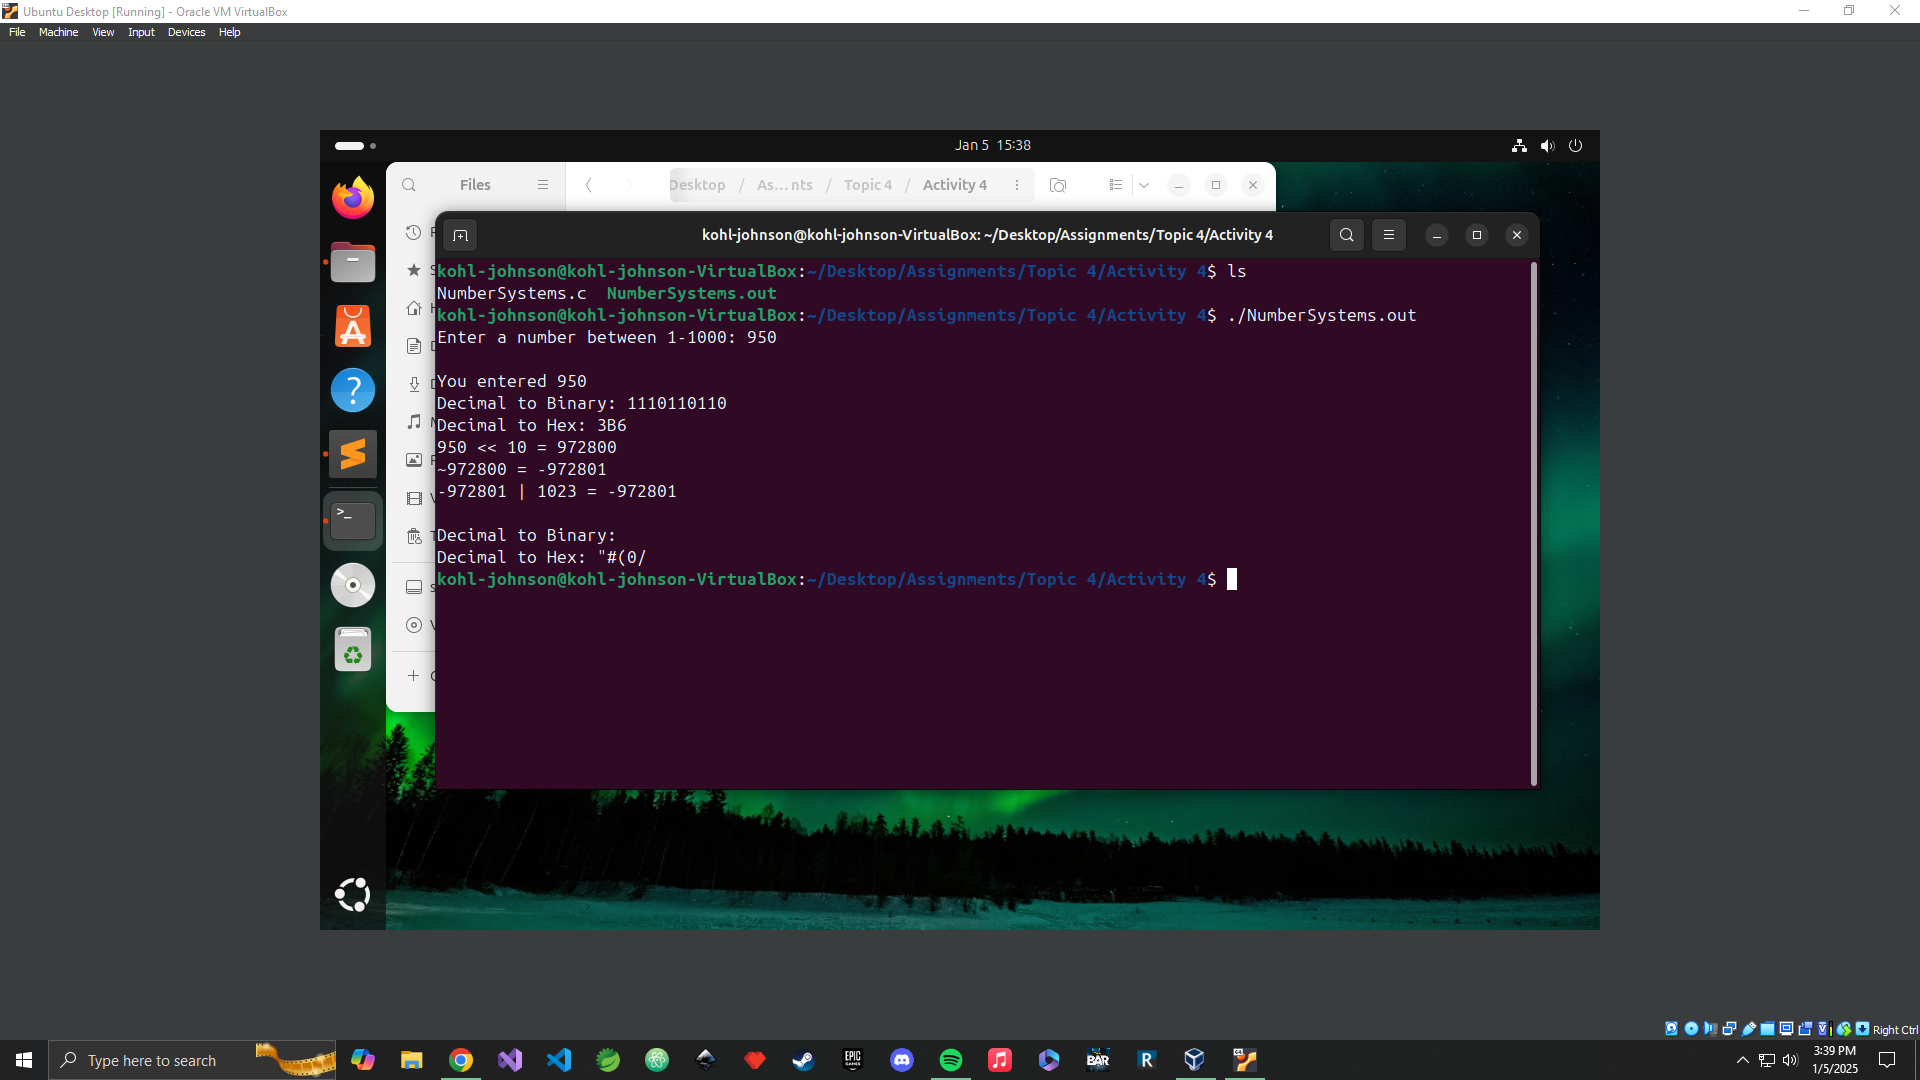 Ubuntu Desktop [Running] - Oracle VM VirtualBox
File Machine View Input Devices Help
Jan 5 15:38
Files
Desktop / As...nts / Topic 4 / Activity 4
kohl-johnson@kohl-johnson-VirtualBox: ~/Desktop/Assignments/Topic 4/Activity 4
kohl-johnson@kohl-johnson-VirtualBox:~/Desktop/Assignments/Topic 4/Activity 4$ ls
NumberSystems.c  NumberSystems.out
kohl-johnson@kohl-johnson-VirtualBox:~/Desktop/Assignments/Topic 4/Activity 4$ ./NumberSystems.out
Enter a number between 1-1000: 950
You entered 950
Decimal to Binary: 1110110110
Decimal to Hex: 3B6
950 << 10 = 972800
~972800 = -972801
-972801 | 1023 = -972801
Decimal to Binary:
Decimal to Hex: "#(0/
kohl-johnson@kohl-johnson-VirtualBox:~/Desktop/Assignments/Topic 4/Activity 4$
Right Ctrl
Type here to search
EPIC GAMES
BAR
R
3:39 PM
1/5/2025